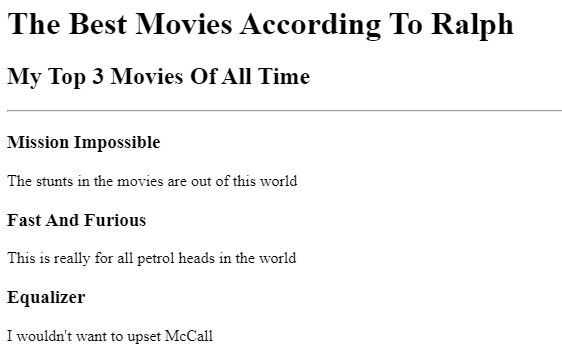 The Best Movies According To Ralph
My Top 3 Movies Of All Time
Mission Impossible
The stunts in the movies are out of this world
Fast And Furious
This is really for all petrol heads in the world
Equalizer
I wouldn't want to upset McCall